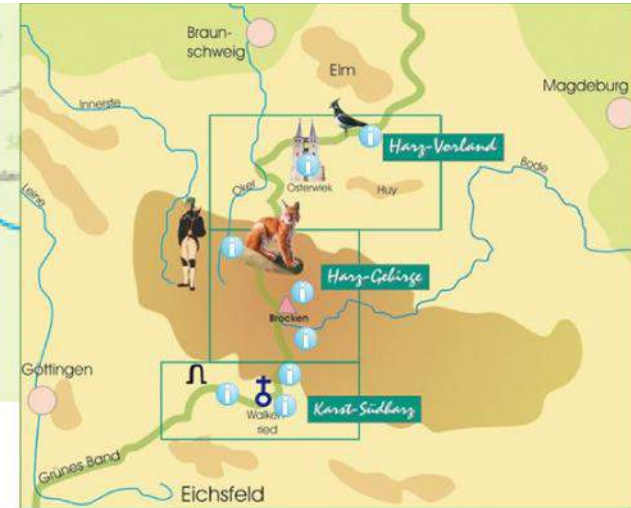 Braun-
schweig
Elm
Magdeburg
Innerste
Harz-Vorland
Bode
Leine
Oker
Osterwiek
Huy
Harz-Gebirge
Brocken
Göttingen
Walken-
ried
Karst-Südharz
Grünes Band
Eichsfeld